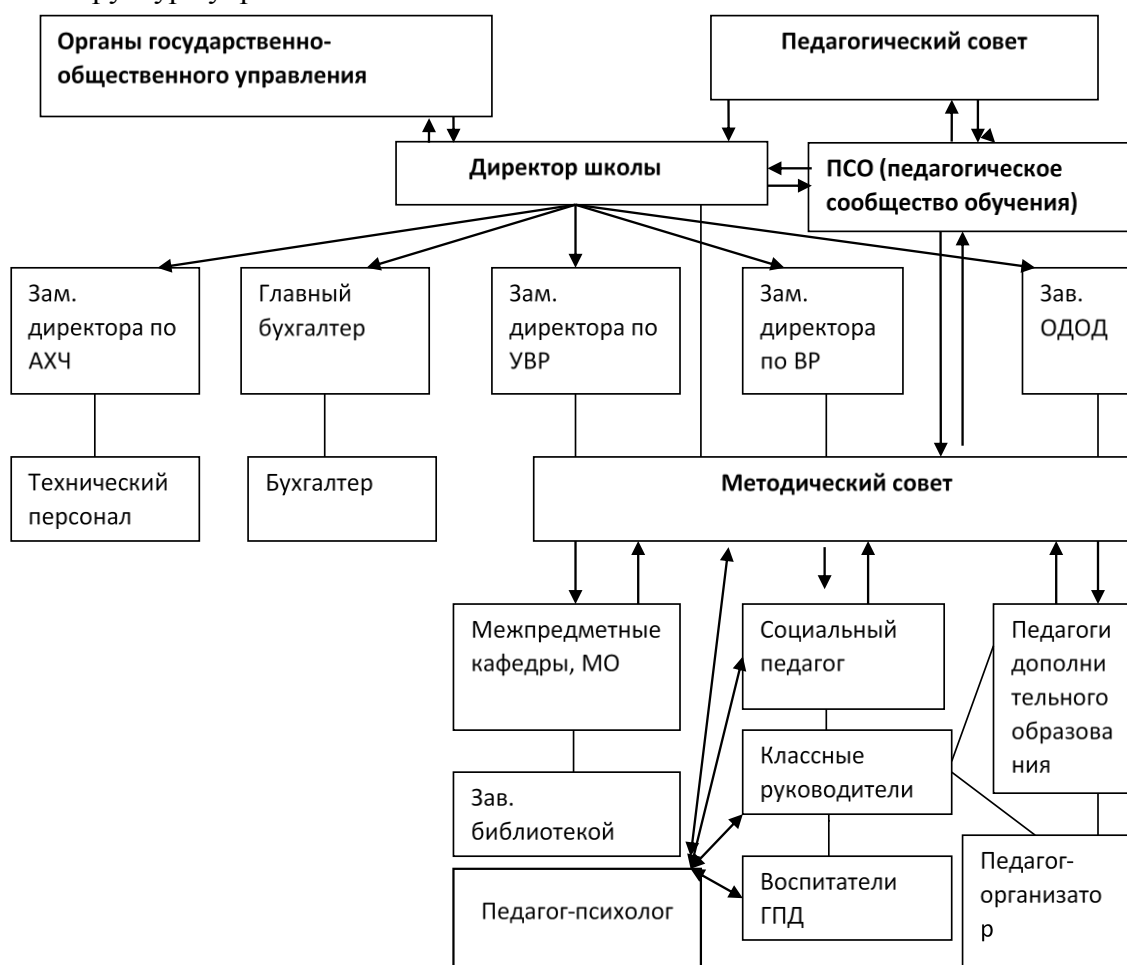 Органы государственно-
общественного управления
Педагогический совет
Директор школы
ПСО (педагогическое
сообщество обучения)
Зам.
директора по
АХЧ
Главный
бухгалтер
Зам.
директора по
УВР
Зам.
директора
по ВР
Зав.
ОДОД
Технический
персонал
Бухгалтер
Методический совет
Межпредметные
кафедры, МО
Социальный
педагог
Педагоги
дополни
тельного
образова
ния
Классные
руководители
Зав.
библиотекой
Педагог-психолог
Воспитатели
ГПД
Педагог-
организато
р